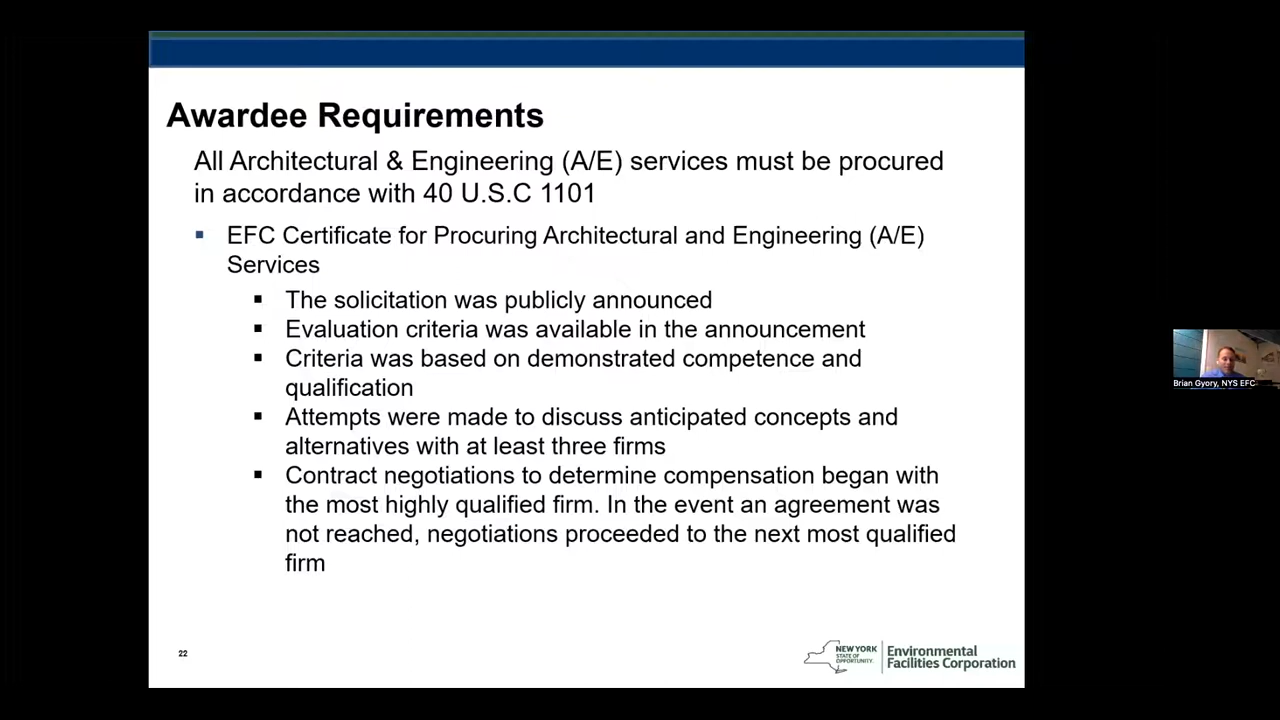 Awardee Requirements
All Architectural & Engineering (A/E) services must be procured
in accordance with 40 U.S.C 1101
EFC Certificate for Procuring Architectural and Engineering (A/E)
Services
The solicitation was publicly announced
Evaluation criteria was available in the announcement
Criteria was based on demonstrated competence and
qualification
Attempts were made to discuss anticipated concepts and
alternatives with at least three firms
Contract negotiations to determine compensation began with
the most highly qualified firm. In the event an agreement was
not reached, negotiations proceeded to the next most qualified
firm
Brian Gyory, NYS EFC
22
NEW YORK
STATE OF
OPPORTUNITY.
Environmental
Facilities Corporation